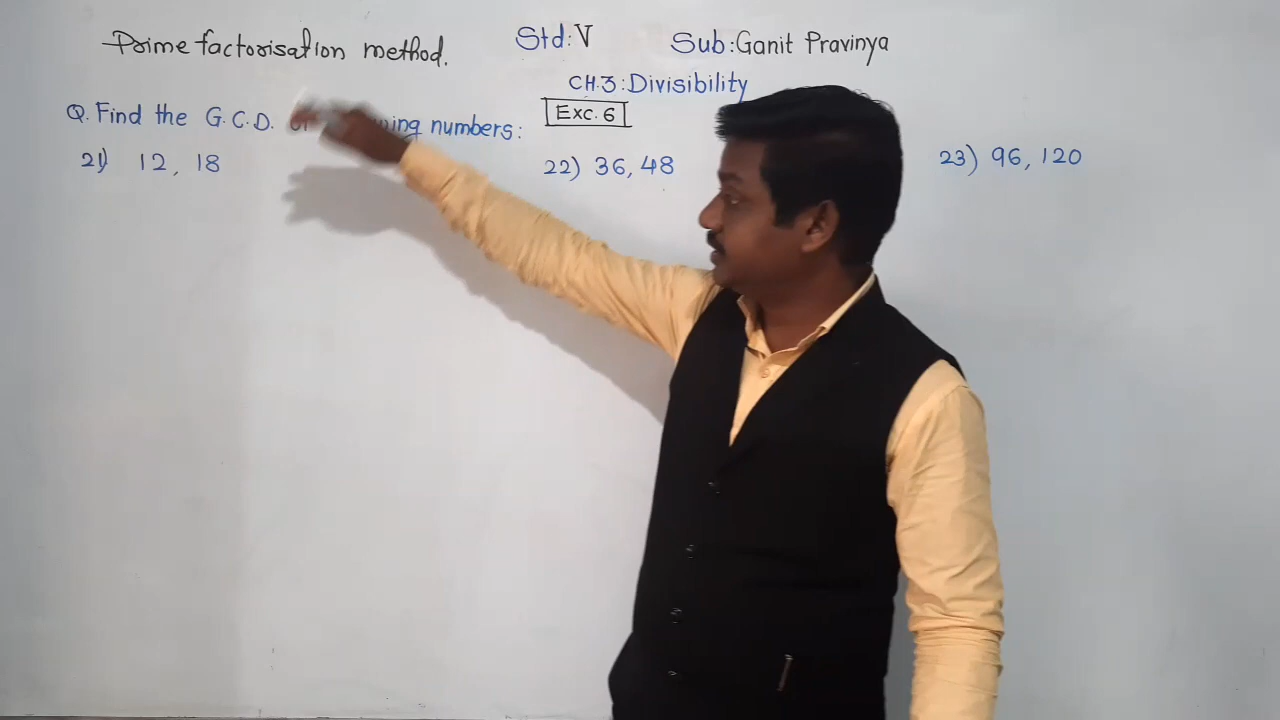 Prime factorisation method.
Std: V
Sub: Ganit Pravinya
CH.3: Divisibility
Exc. 6
Q. Find the G.C.D. numbers:
21) 12, 18
22) 36, 48
23) 96, 120